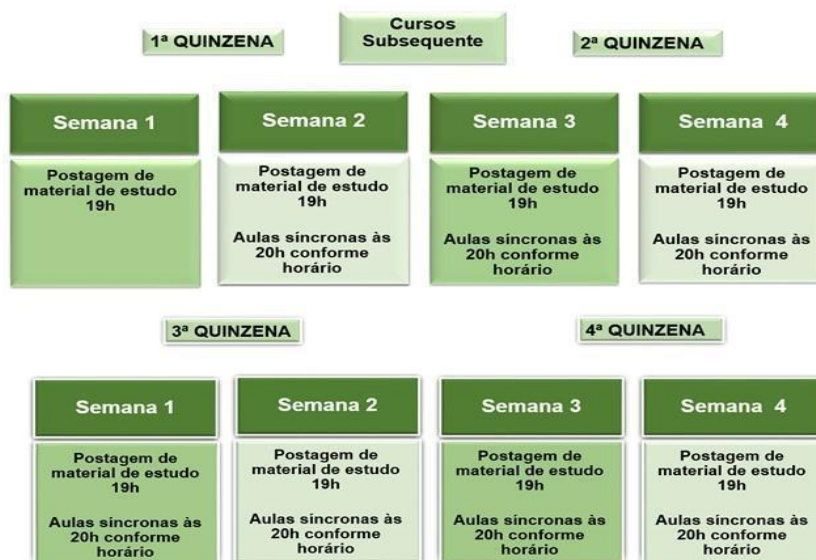 Cursos
Subsequente
1ª QUINZENA
2ª QUINZENA
Semana 1
Postagem de
material de estudo
19h
Semana 2
Postagem de
material de estudo
19h
Aulas síncronas às
20h conforme
horário
Semana 3
Postagem de
material de estudo
19h
Aulas síncronas às
20h conforme
horário
Semana 4
Postagem de
material de estudo
19h
Aulas síncronas às
20h conforme
horário
3ª QUINZENA
4ª QUINZENA
Semana 1
Postagem de
material de estudo
19h
Aulas síncronas às
20h conforme
horário
Semana 2
Postagem de
material de estudo
19h
Aulas síncronas às
20h conforme
horário
Semana 3
Postagem de
material de estudo
19h
Aulas síncronas às
20h conforme
horário
Semana 4
Postagem de
material de estudo
19h
Aulas síncronas às
20h conforme
horário